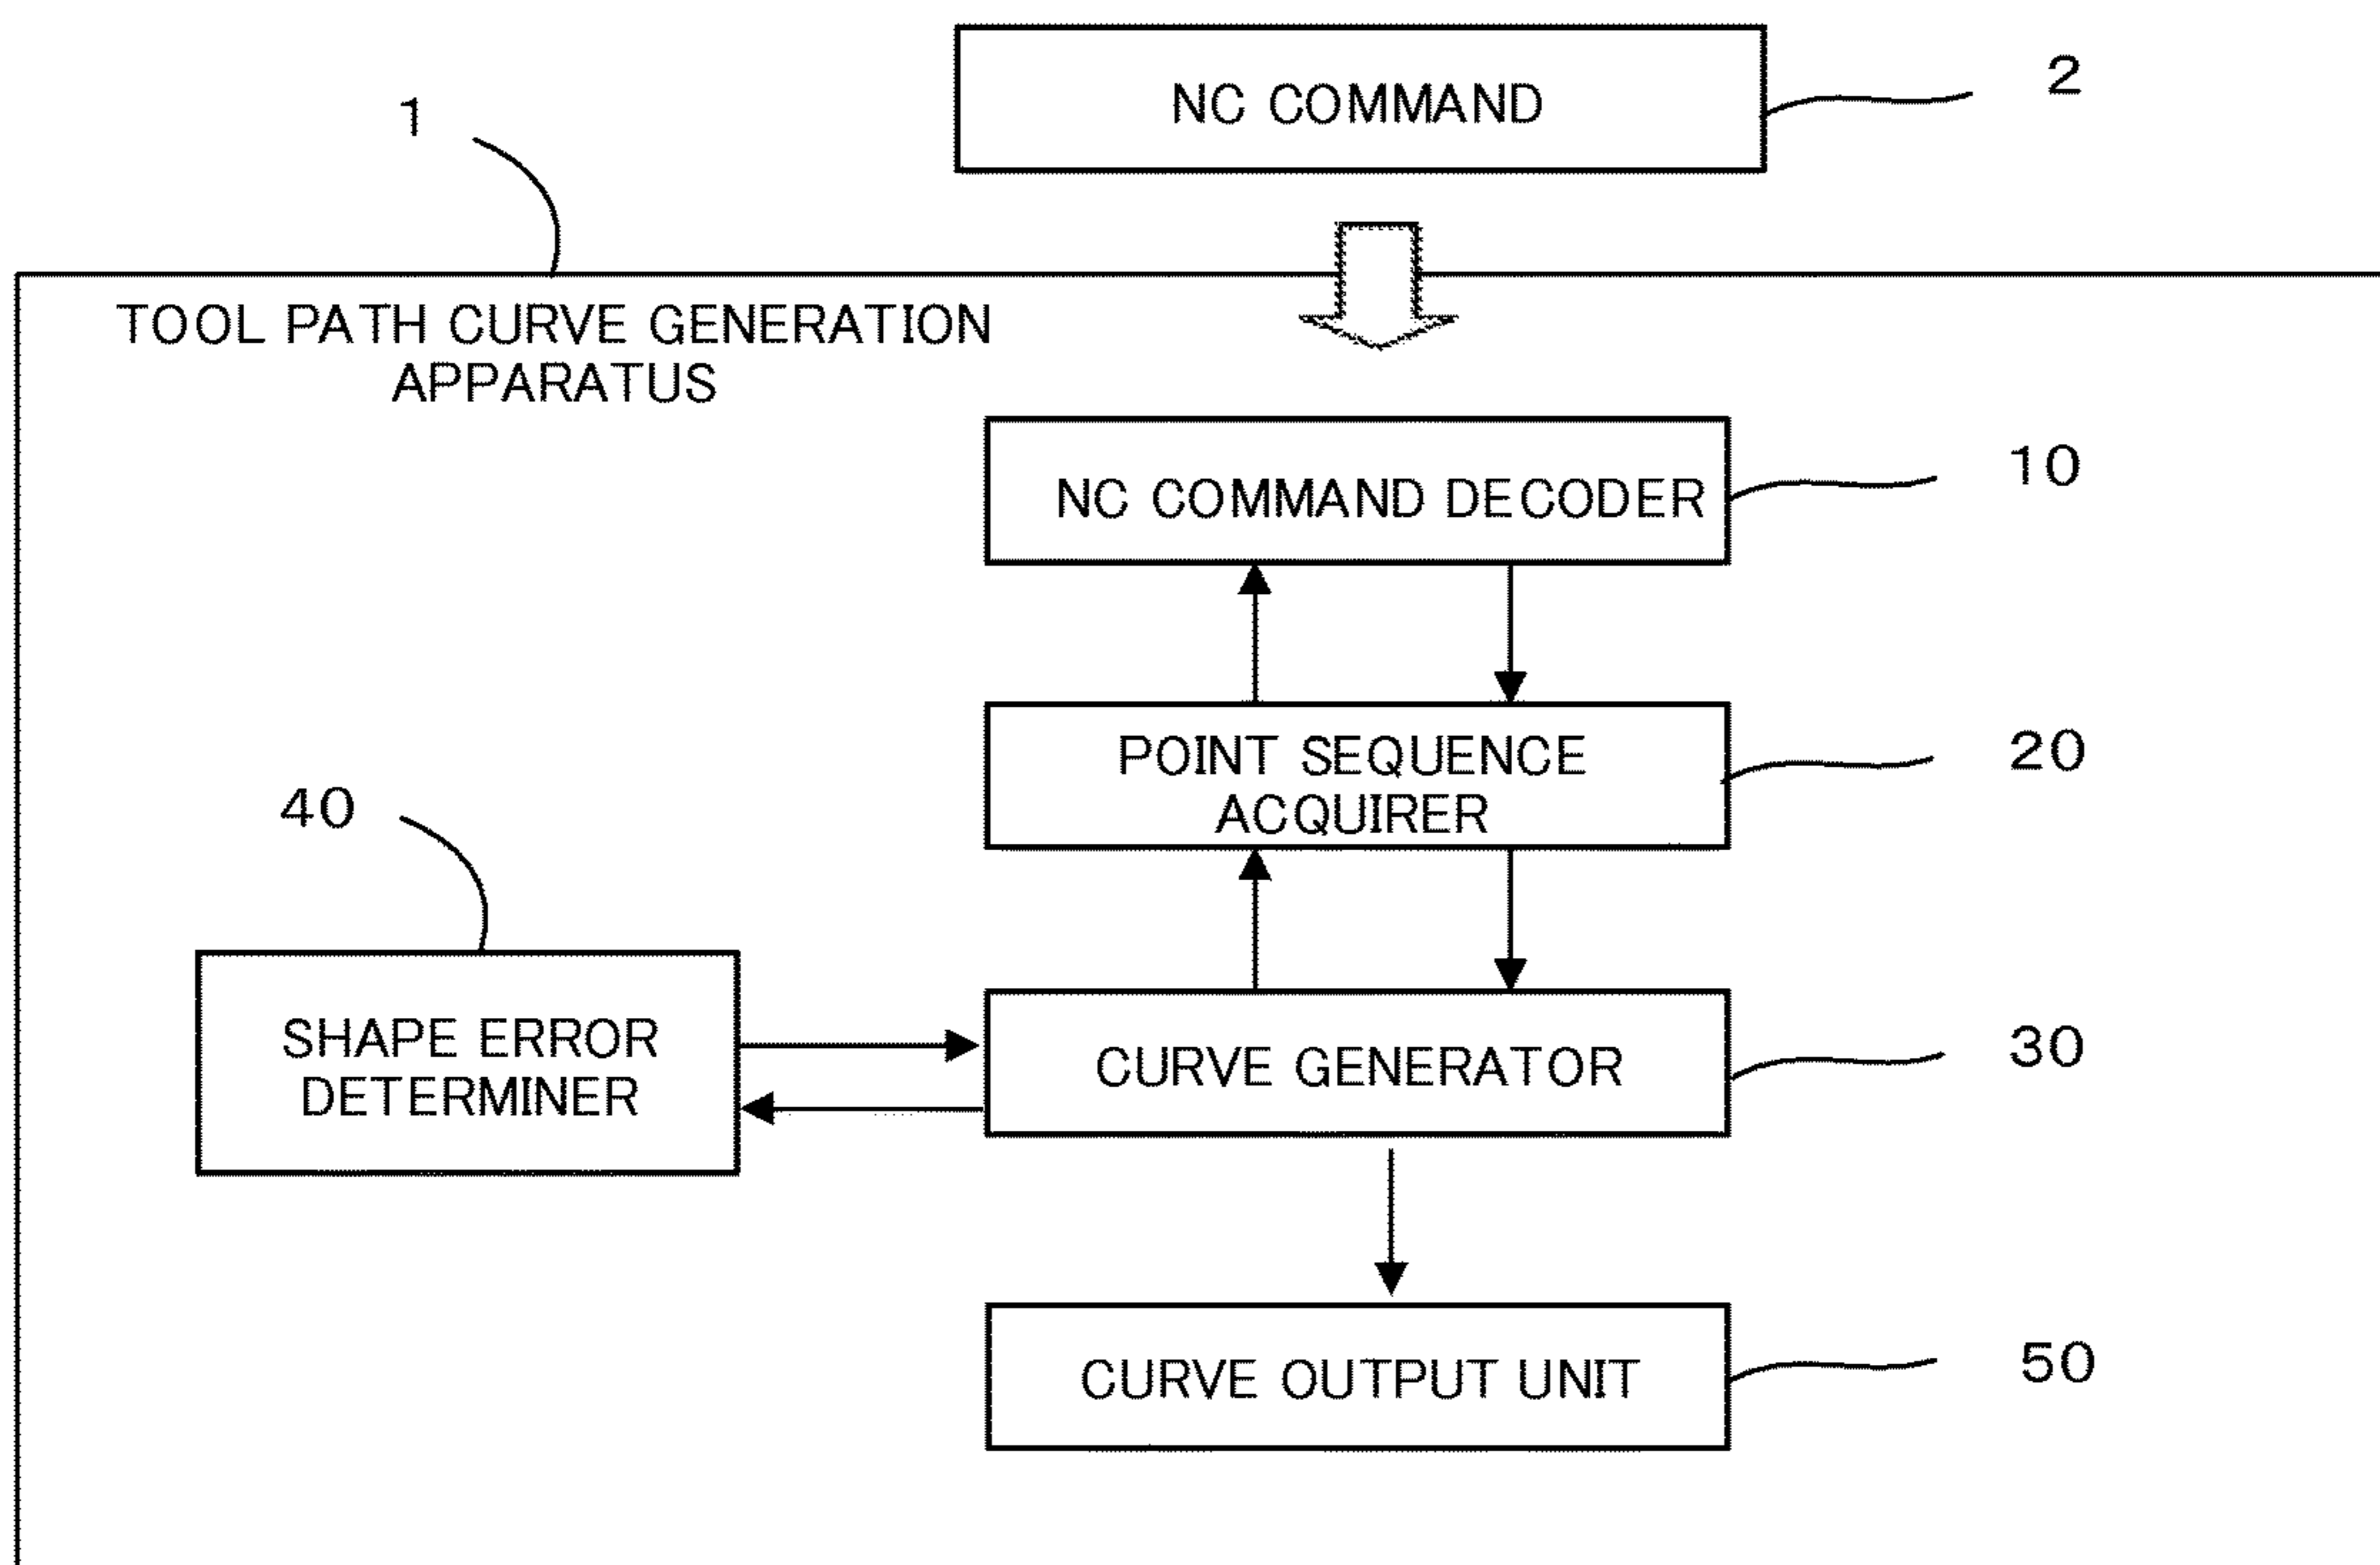 NC COMMAND
2
1
TOOL PATH CURVE GENERATION
APPARATUS
NC COMMAND DECODER
10
POINT SEQUENCE
ACQUIRER
20
40
SHAPE ERROR
DETERMINER
CURVE GENERATOR
30
CURVE OUTPUT UNIT
50